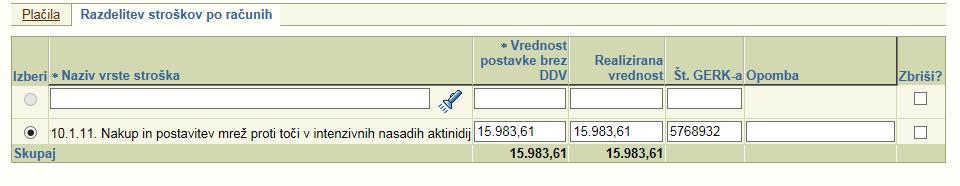 Plačila Razdelitev stroškov po računih
Izberi * Naziv vrste stroška * Vrednost postavke brez DDV Realizirana vrednost Št. GERK-a Opomba Zbriši?
10.1.11. Nakup in postavitev mrež proti toči v intenzivnih nasadih aktinidij 15.983,61 15.983,61 5768932
Skupaj 15.983,61 15.983,61